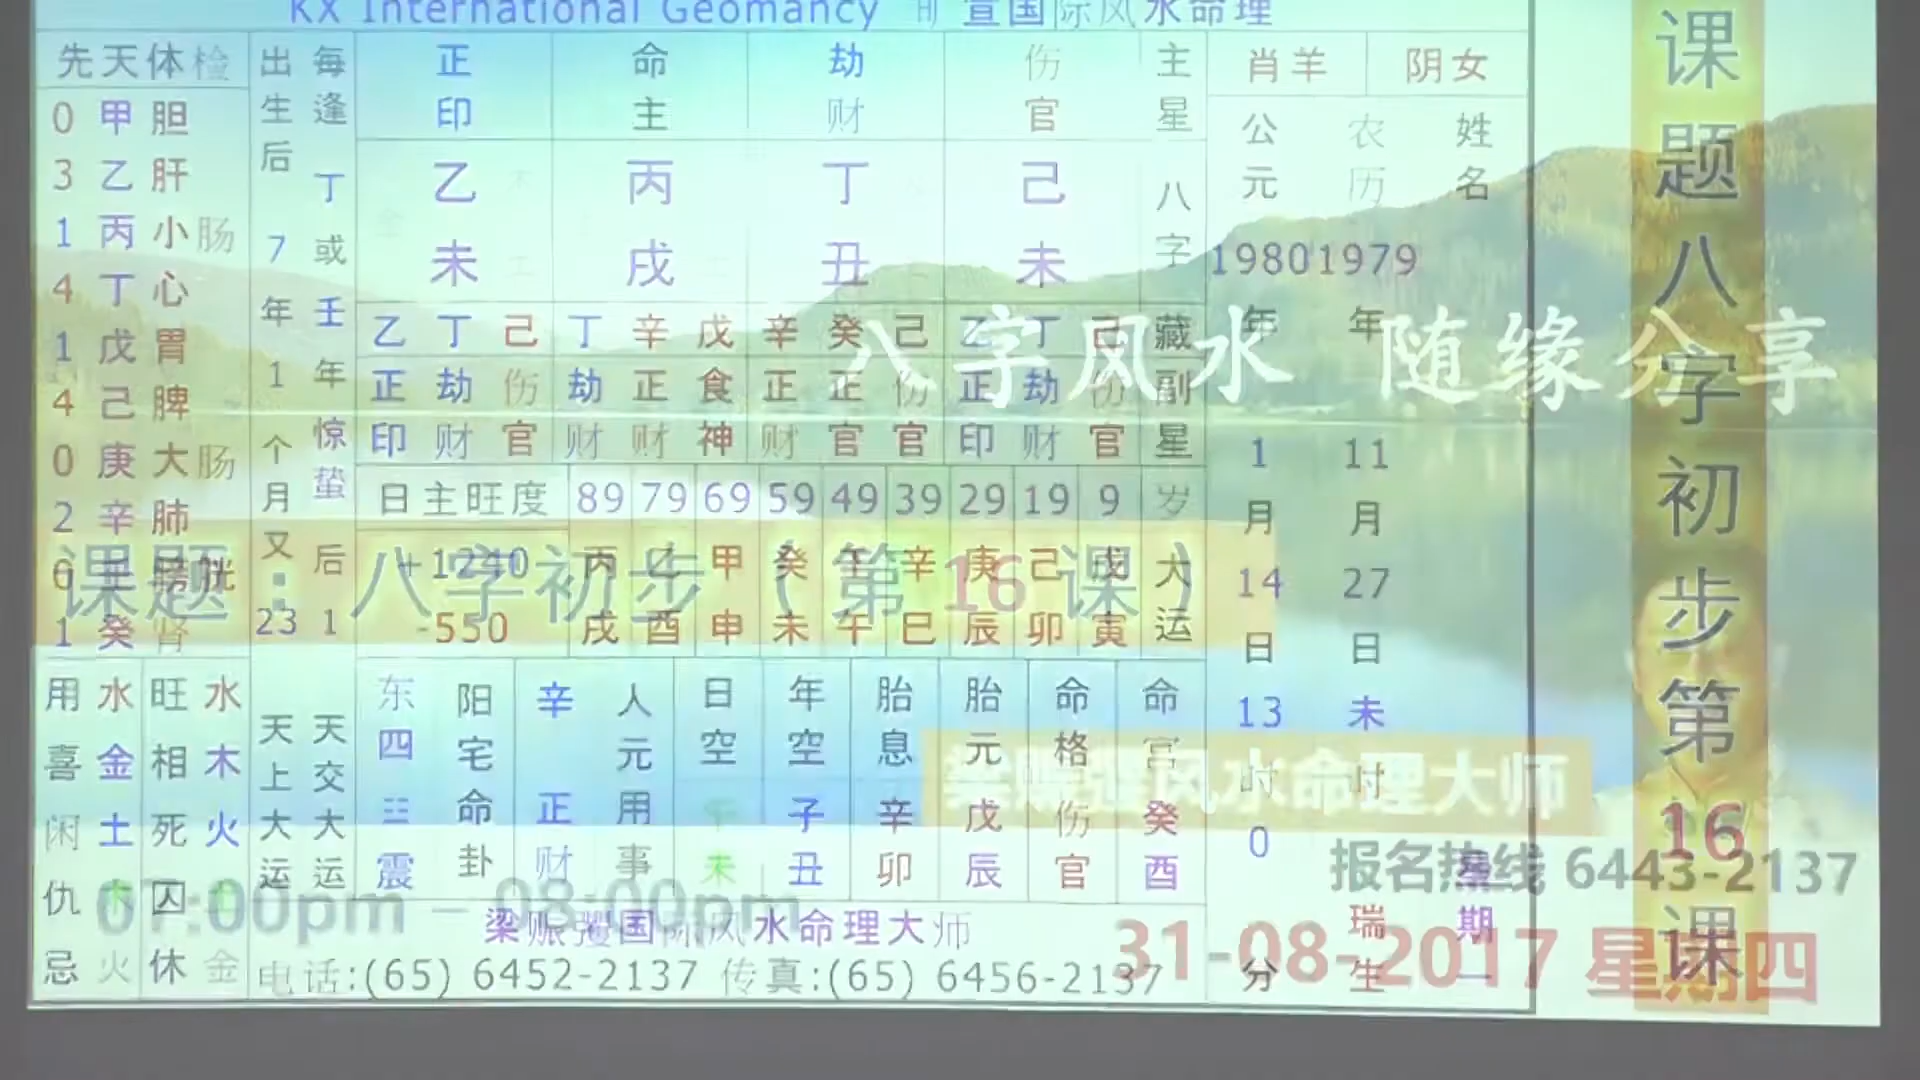 KX International Geomancy 国际风水命理
先天体检
0 甲 胆
3 乙 肝
1 丙 小肠
4 丁 心
1 戊 胃
4 己 脾
0 庚 大肠
2 辛 肺
1 癸 肾
出生后 7 年 1 个月又 23 天上大运
每逢丁或壬年惊蛰后 1 天交大运
正印 命主 劫财 伤官 主星
乙 丙 丁 己 八字
未 戌 丑 未
乙 丁 己 丁 辛 戊 辛 癸 己 乙 丁 己 藏
正印 劫财 伤官 劫财 正财 食神 正财 正官 伤官 正印 劫财 伤官 副星
日主旺度 89 79 69 59 49 39 29 19 9 岁
+1240 丙 乙 甲 癸 壬 辛 庚 己 戊 大
-550 戌 酉 申 未 午 巳 辰 卯 寅 运
用 水 旺 水
喜 金 相 木
闲 土 死 火
仇 木 囚
忌 火 休 金
东四 三 震 阳宅命卦
辛 正财 人元用事
日空 午未
年空 子丑
胎息 辛卯
胎元 戊辰
命格 伤官
命宫 癸酉
国际风水命理大师
电话:(65) 6452-2137 传真:(65) 6456-2137
肖羊 阴女
公元 农历 姓名
1980 1979
年 年
1 11
月 月
14 27
日 日
13 未
时 时
0
分 瑞生 星期一
八字风水 随缘分享
课题：八字初步（第16课）
风水命理大师
报名热线 6443-2137
07:00pm – 08:00pm
31-08-2017 星期四
课题八字初步第16课